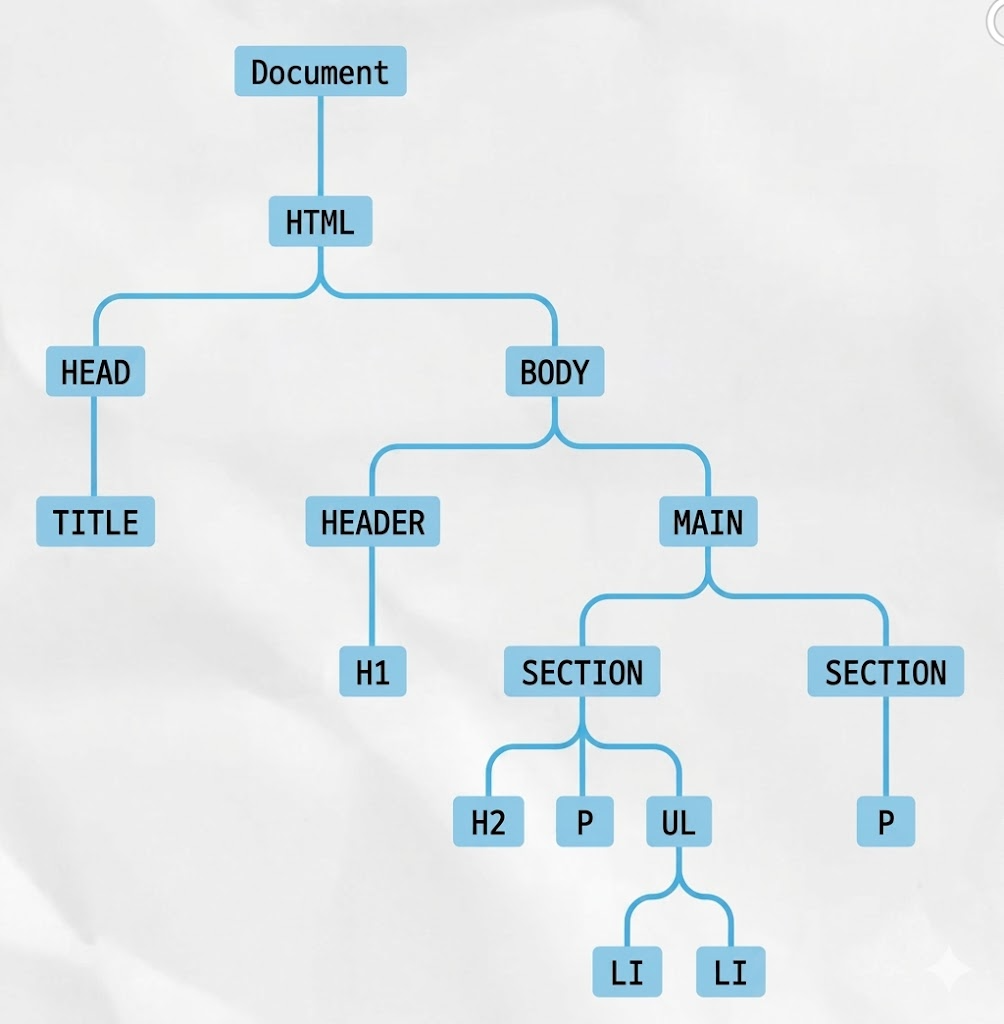 Document
HTML
HEAD BODY
TITLE HEADER MAIN
H1 SECTION SECTION
H2 P UL P
LI LI